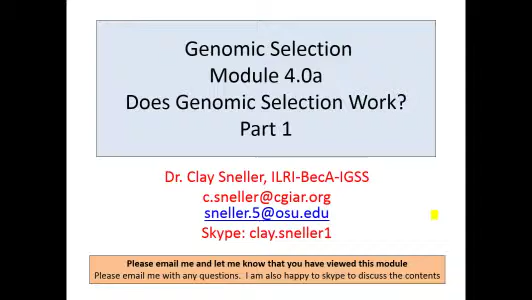 Genomic Selection
Module 4.0a
Does Genomic Selection Work?
Part 1
Dr. Clay Sneller, ILRI-BecA-IGSS
c.sneller@cgiar.org
sneller.5@osu.edu
Skype: clay.sneller1
Please email me and let me know that you have viewed this module
Please email me with any questions. I am also happy to skype to discuss the contents